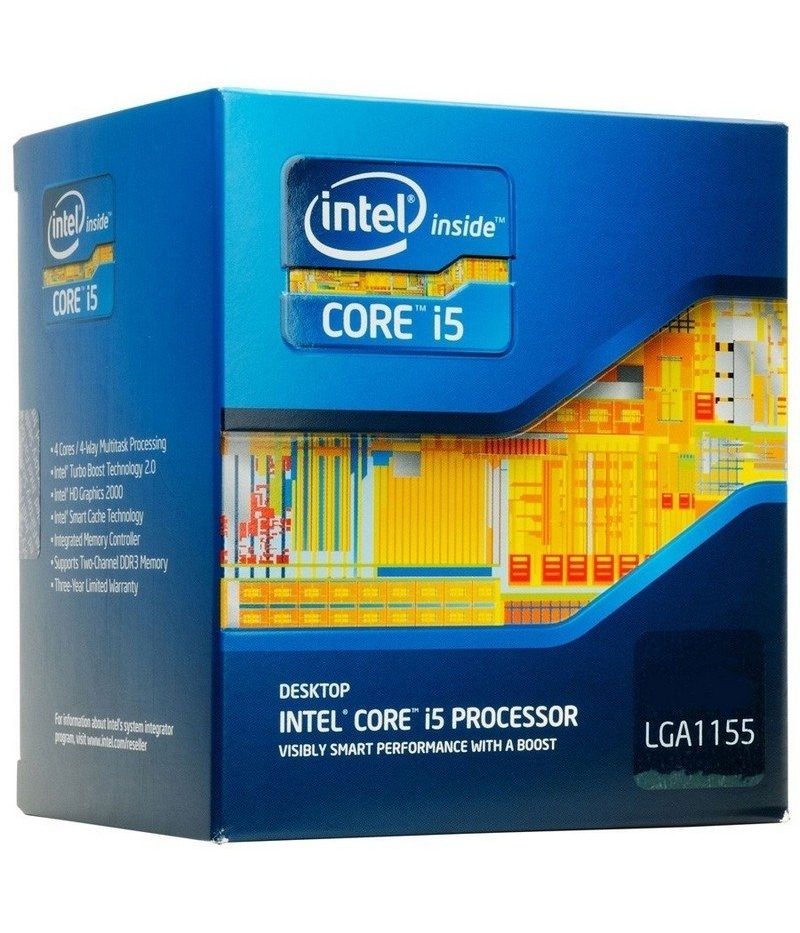 intel® inside™
CORE™ i5
• 4 Cores / 4-Way Multitask Processing
• Intel® Turbo Boost Technology 2.0
• Intel® HD Graphics 2000
• Intel® Smart Cache Technology
• Integrated Memory Controller
• Supports Two-Channel DDR3 Memory
• Three-Year Limited Warranty
For information about Intel's system integrator
program, visit www.intel.com/reseller
intel® inside™
CORE™ i5
DESKTOP
INTEL® CORE™ i5 PROCESSOR
VISIBLY SMART PERFORMANCE WITH A BOOST
LGA1155